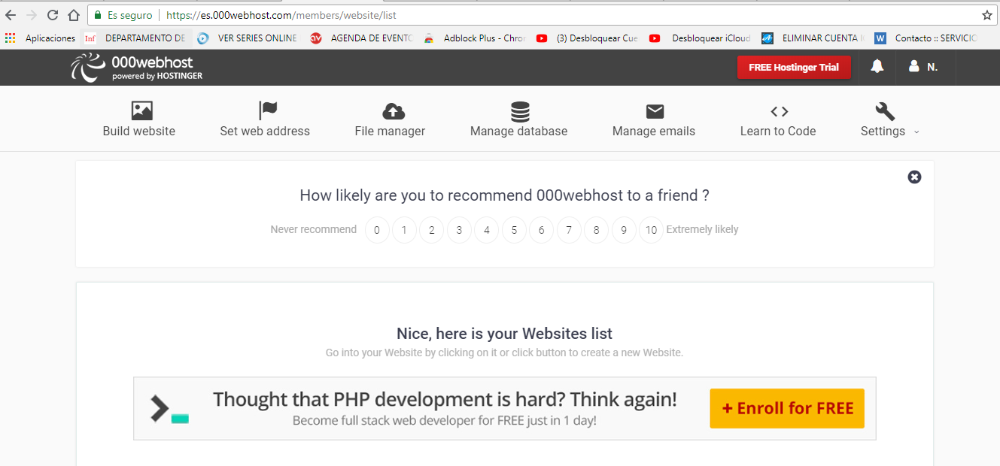 Es seguro | https://es.000webhost.com/members/website/list
Aplicaciones Inf DEPARTAMENTO DE VER SERIES ONLINE AGENDA DE EVENTO Adblock Plus - Chror (3) Desbloquear Cue Desbloquear iCloud ELIMINAR CUENTA W Contacto :: SERVICIO
000webhost
powered by HOSTINGER
FREE Hostinger Trial
N.
Build website Set web address File manager Manage database Manage emails Learn to Code Settings
How likely are you to recommend 000webhost to a friend ?
Never recommend 0 1 2 3 4 5 6 7 8 9 10 Extremely likely
Nice, here is your Websites list
Go into your Website by clicking on it or click button to create a new Website.
Thought that PHP development is hard? Think again!
Become full stack web developer for FREE just in 1 day!
+ Enroll for FREE